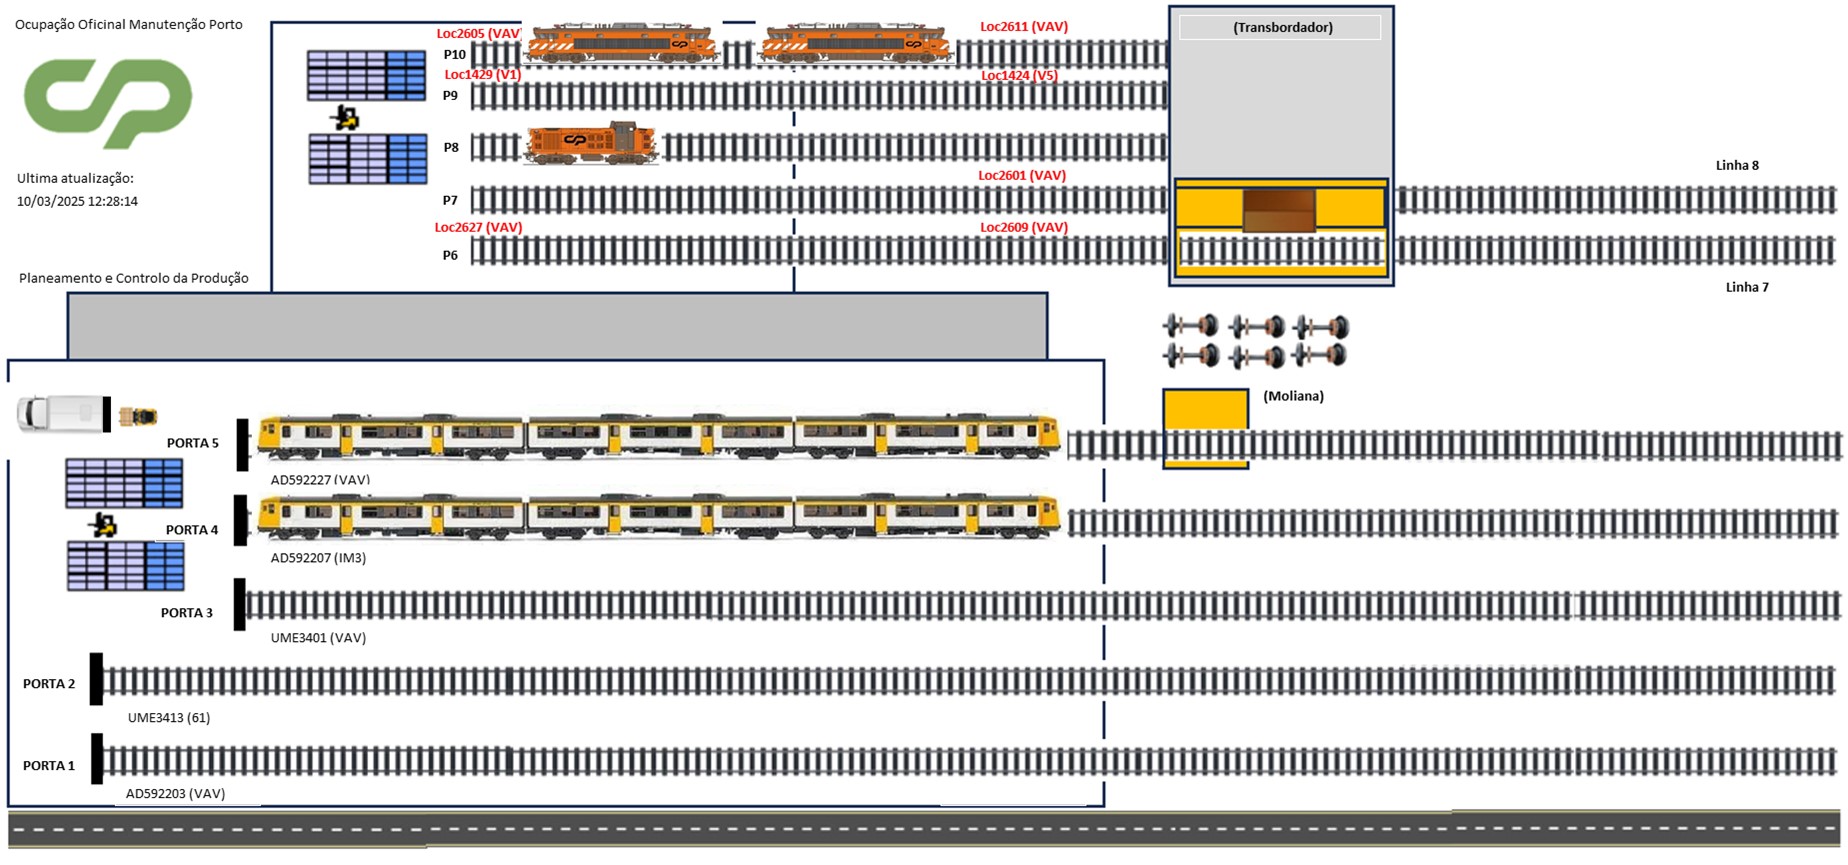 Ocupação Oficinal Manutenção Porto
Ultima atualização:
10/03/2025 12:28:14
Planeamento e Controlo da Produção
Loc2605 (VAV)
Loc2611 (VAV)
P10
Loc1429 (V1)
Loc1424 (V5)
P9
P8
Loc2601 (VAV)
P7
Loc2627 (VAV)
Loc2609 (VAV)
P6
(Transbordador)
Linha 8
Linha 7
(Moliana)
PORTA 5
AD592227 (VAV)
PORTA 4
AD592207 (IM3)
PORTA 3
UME3401 (VAV)
PORTA 2
UME3413 (61)
PORTA 1
AD592203 (VAV)